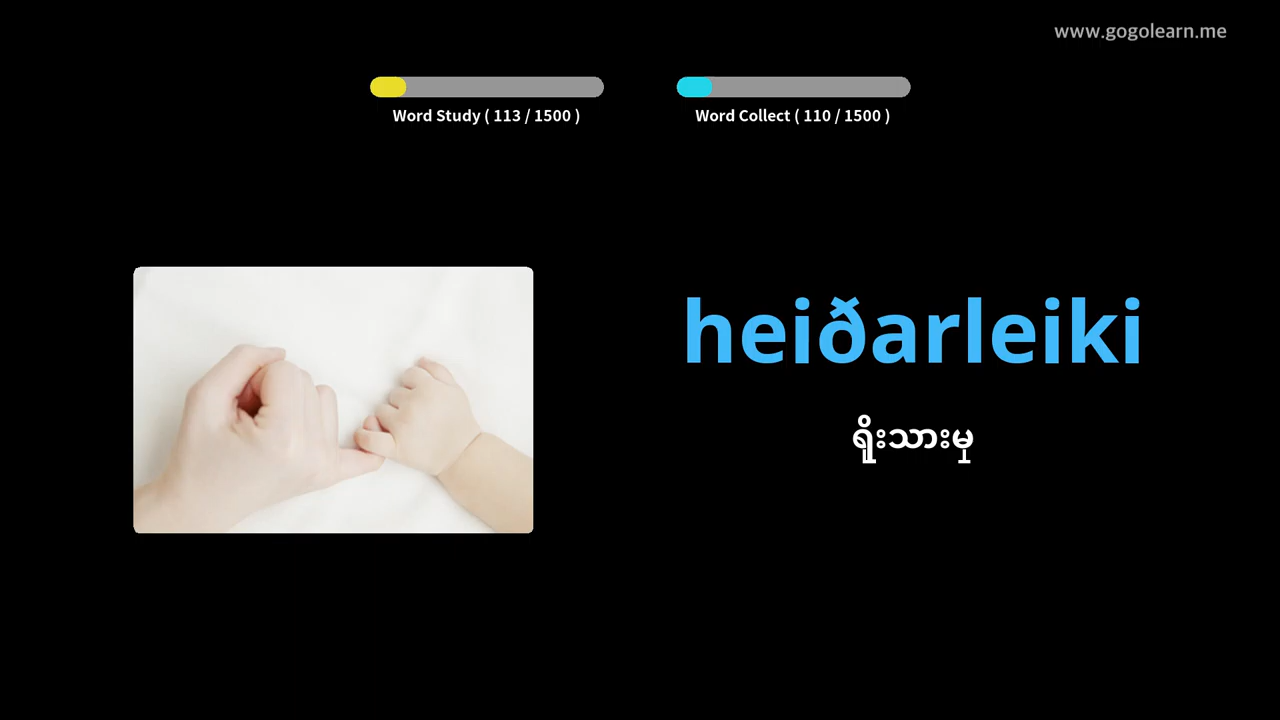 www.gogolearn.me
Word Study ( 113 / 1500 )
Word Collect ( 110 / 1500 )
heiðarleiki
ရိုးသားမှ